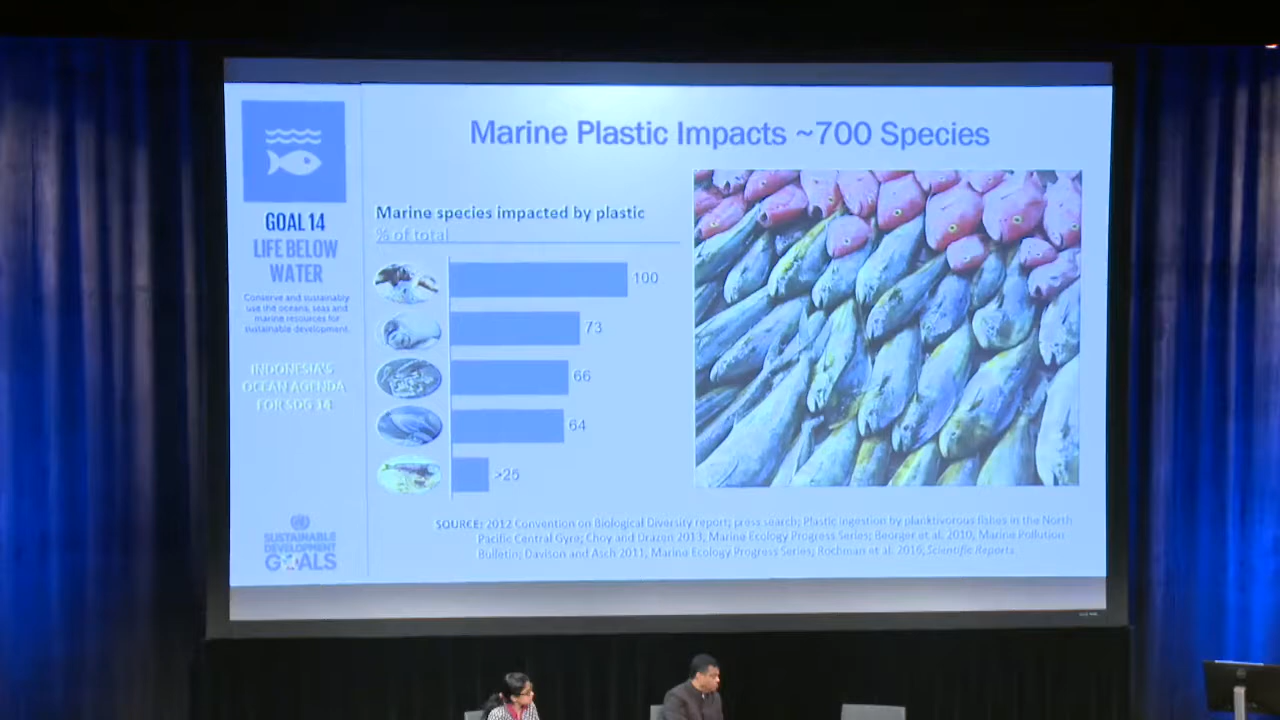 Marine Plastic Impacts ~700 Species
GOAL 14
LIFE BELOW
WATER
Conserve and sustainably
use the oceans, seas and
marine resources for
sustainable development.
INDONESIA'S
OCEAN AGENDA
FOR SDG 14
SUSTAINABLE
DEVELOPMENT
GOALS
Marine species impacted by plastic
% of total
100
73
66
64
>25
SOURCE: 2012 Convention on Biological Diversity report; press search; Plastic ingestion by planktivorous fishes in the North
Pacific Central Gyre; Choy and Drazen 2013, Marine Ecology Progress Series; Boerger et al. 2010, Marine Pollution
Bulletin; Davison and Asch 2011, Marine Ecology Progress Series; Rochman et al. 2016, Scientific Reports